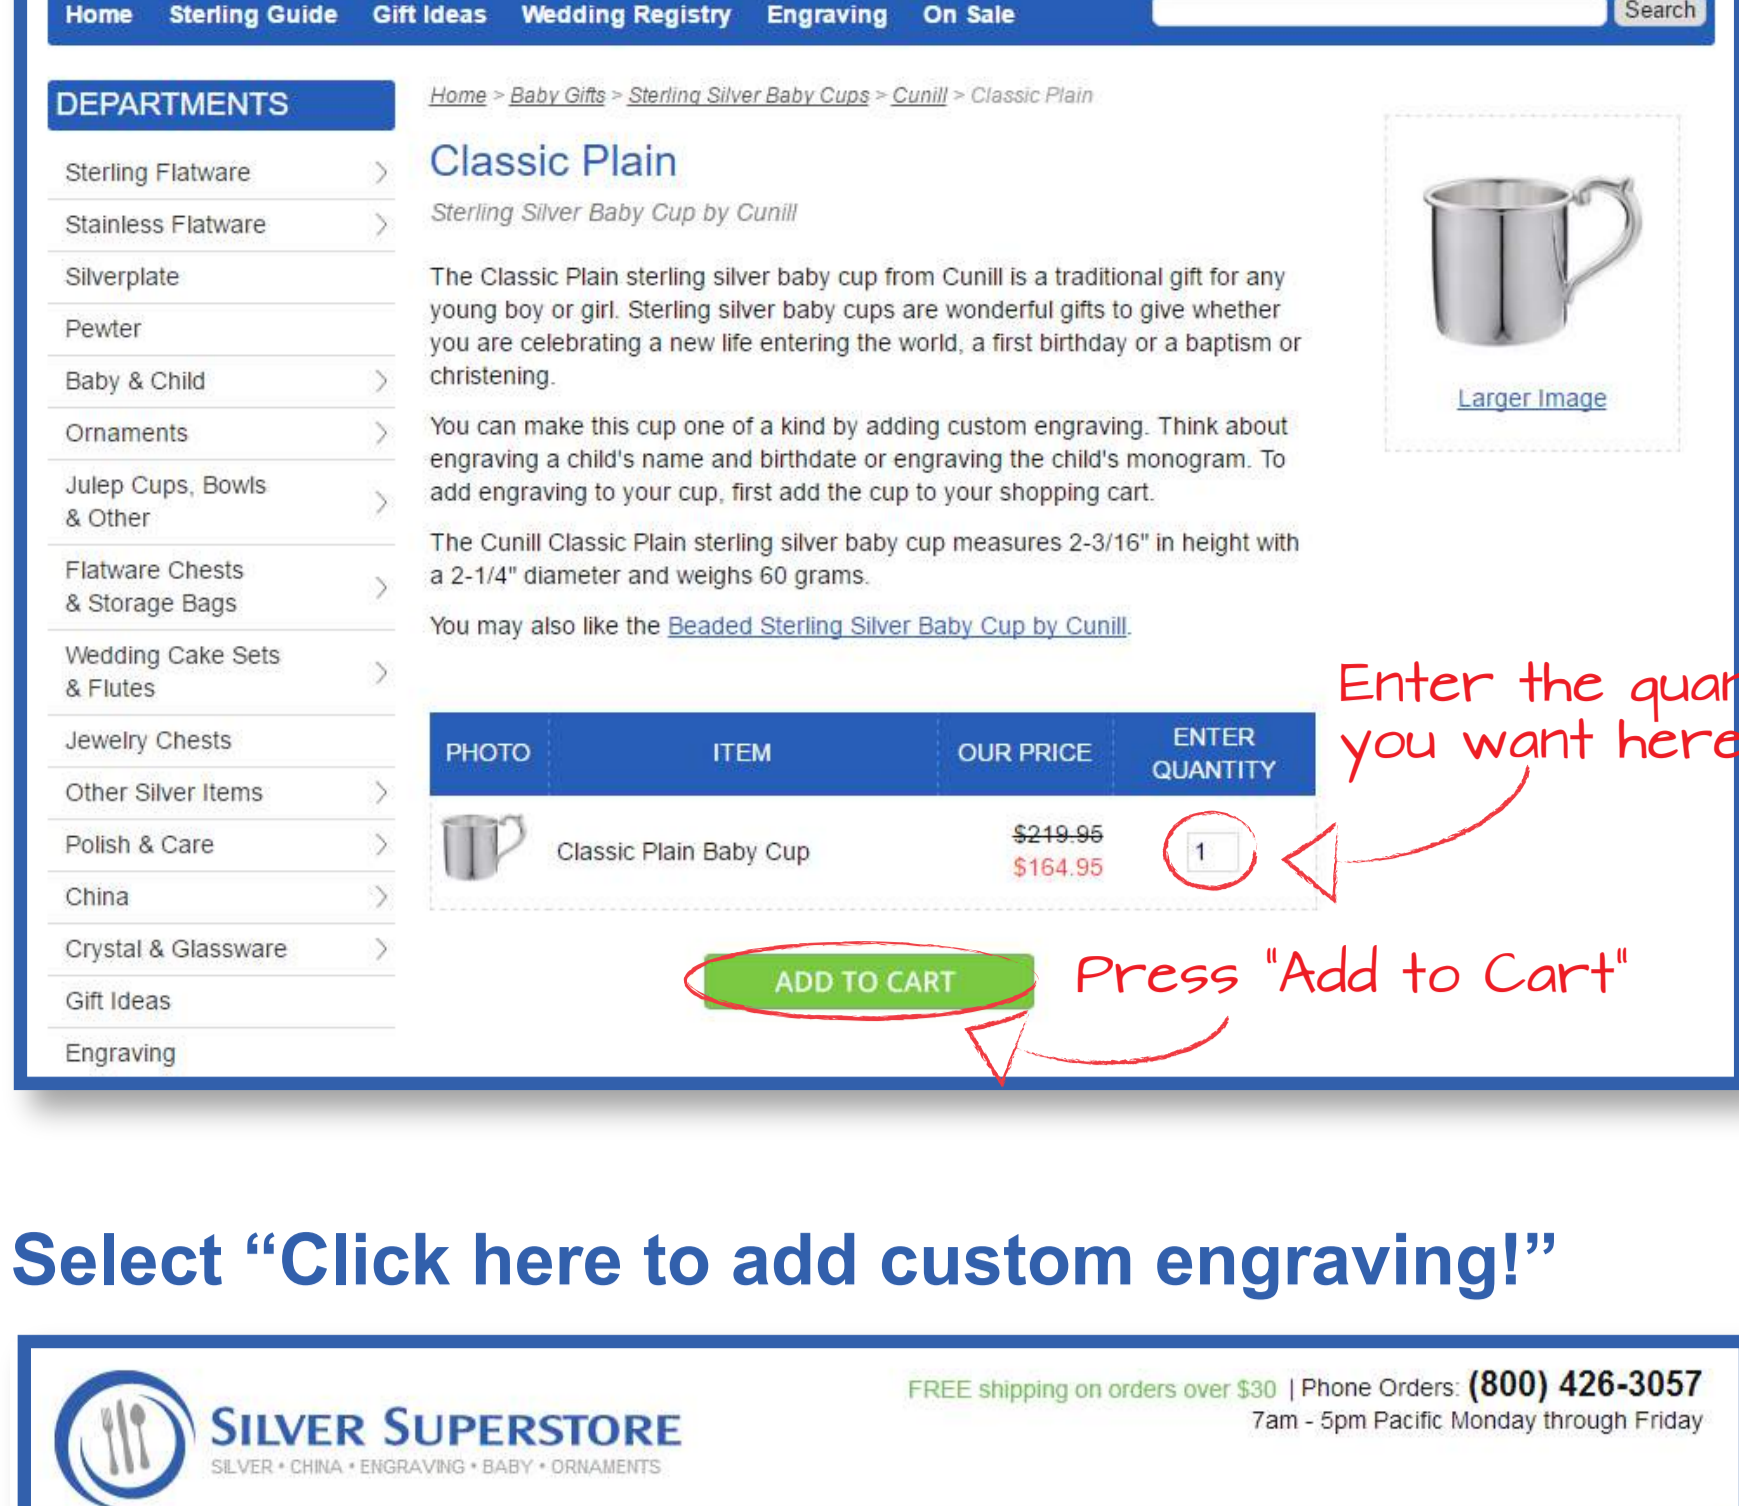 Home Sterling Guide Gift Ideas Wedding Registry Engraving On Sale Search
DEPARTMENTS
Sterling Flatware
Stainless Flatware
Silverplate
Pewter
Baby & Child
Ornaments
Julep Cups, Bowls
& Other
Flatware Chests
& Storage Bags
Wedding Cake Sets
& Flutes
Jewelry Chests
Other Silver Items
Polish & Care
China
Crystal & Glassware
Gift Ideas
Engraving
Home > Baby Gifts > Sterling Silver Baby Cups > Cunill > Classic Plain
Classic Plain
Sterling Silver Baby Cup by Cunill
The Classic Plain sterling silver baby cup from Cunill is a traditional gift for any
young boy or girl. Sterling silver baby cups are wonderful gifts to give whether
you are celebrating a new life entering the world, a first birthday or a baptism or
christening.
You can make this cup one of a kind by adding custom engraving. Think about
engraving a child's name and birthdate or engraving the child's monogram. To
add engraving to your cup, first add the cup to your shopping cart.
The Cunill Classic Plain sterling silver baby cup measures 2-3/16" in height with
a 2-1/4" diameter and weighs 60 grams.
You may also like the Beaded Sterling Silver Baby Cup by Cunill.
Larger Image
PHOTO ITEM OUR PRICE ENTER
QUANTITY
Classic Plain Baby Cup
$219.95
$164.95
1
Enter the
you want here
ADD TO CART
Press "Add to Cart"
Select “Click here to add custom engraving!”
SILVER SUPERSTORE
SILVER • CHINA • ENGRAVING • BABY • ORNAMENTS
FREE shipping on orders over $30 | Phone Orders: (800) 426-3057
7am - 5pm Pacific Monday through Friday